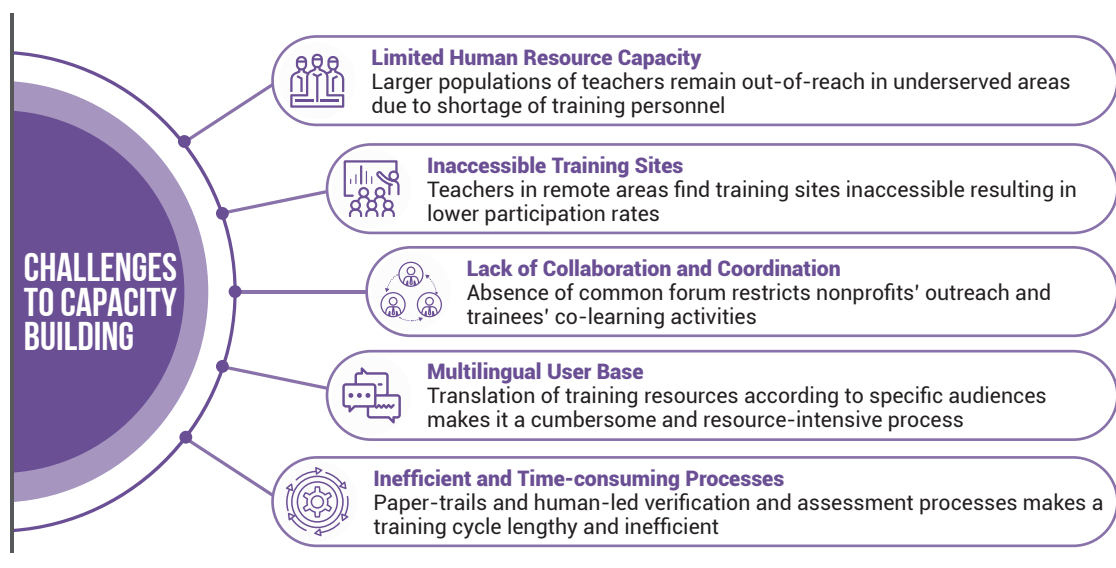 CHALLENGES
TO CAPACITY
BUILDING
Limited Human Resource Capacity
Larger populations of teachers remain out-of-reach in underserved areas
due to shortage of training personnel
Inaccessible Training Sites
Teachers in remote areas find training sites inaccessible resulting in
lower participation rates
Lack of Collaboration and Coordination
Absence of common forum restricts nonprofits' outreach and
trainees' co-learning activities
Multilingual User Base
Translation of training resources according to specific audiences
makes it a cumbersome and resource-intensive process
Inefficient and Time-consuming Processes
Paper-trails and human-led verification and assessment processes makes a
training cycle lengthy and inefficient